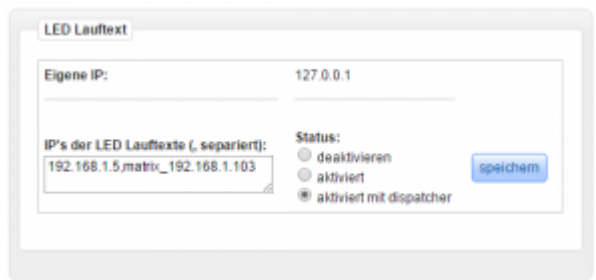 LED Lauftext
Eigene IP: 127.0.0.1
IP's der LED Lauftexte (, separiert):
192.168.1.5,matrix_192.168.1.103
Status:
deaktivieren
aktiviert
aktiviert mit dispatcher
speichern